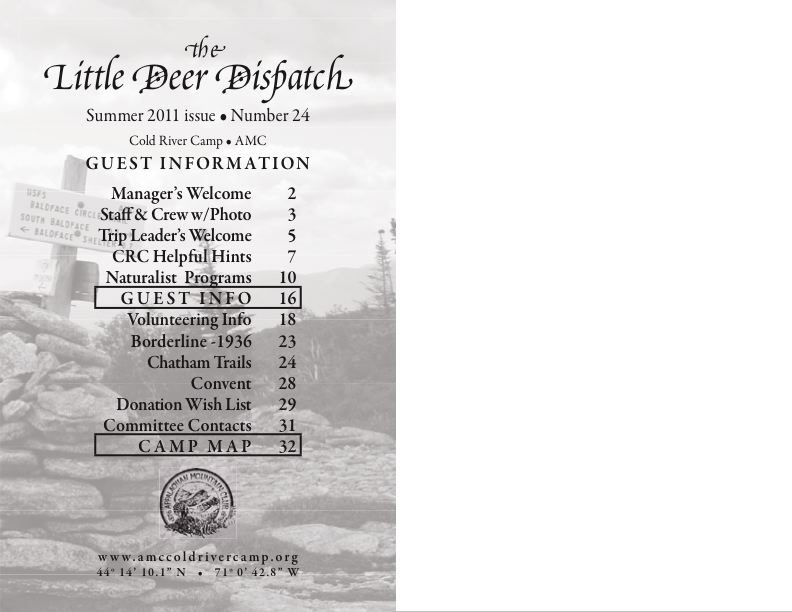 the
Little Deer Dispatch
Summer 2011 issue • Number 24
Cold River Camp • AMC
GUEST INFORMATION
Manager's Welcome 2
Staff & Crew w/Photo 3
Trip Leader's Welcome 5
CRC Helpful Hints 7
Naturalist Programs 10
GUEST INFO 16
Volunteering Info 18
Borderline -1936 23
Chatham Trails 24
Convent 28
Donation Wish List 29
Committee Contacts 31
CAMP MAP 32
USFS
BALDFACE CIRCLE
SOUTH BALDFACE
← BALDFACE SHELTER
APPALACHIAN MOUNTAIN CLUB
www.amccoldrivercamp.org
44° 14' 10.1" N • 71° 0' 42.8" W